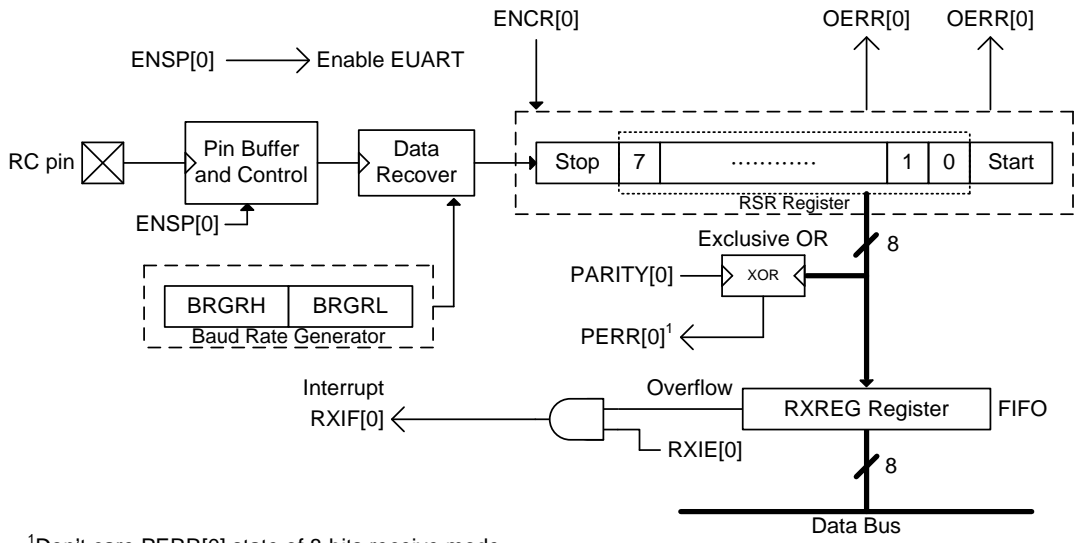 ENCR[0]
OERR[0]
OERR[0]
ENSP[0]
Enable EUART
RC pin
Pin Buffer
and Control
Data
Recover
Stop
7
............
1
0
Start
RSR Register
ENSP[0]
Exclusive OR
8
PARITY[0]
XOR
BRGRH
BRGRL
Baud Rate Generator
PERR[0]¹
Interrupt
RXIF[0]
Overflow
RXREG Register
FIFO
RXIE[0]
8
Data Bus
¹Don't care PERR[0] state of 8-bits receive mode